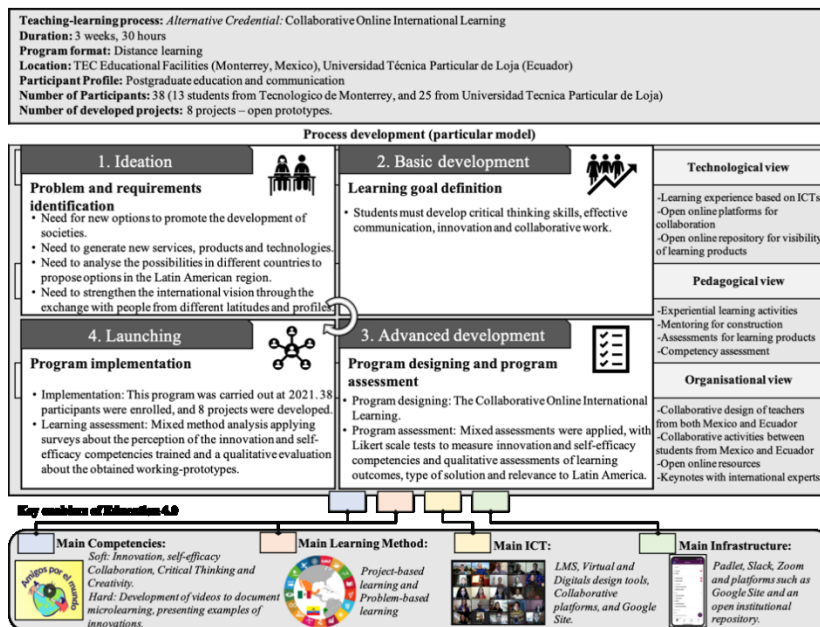 Teaching-learning process: Alternative Credential: Collaborative Online International Learning
Duration: 3 weeks, 30 hours
Program format: Distance learning
Location: TEC Educational Facilities (Monterrey, Mexico), Universidad Técnica Particular de Loja (Ecuador)
Participant Profile: Postgraduate education and communication
Number of Participants: 38 (13 students from Tecnologico de Monterrey, and 25 from Universidad Tecnica Particular de Loja)
Number of developed projects: 8 projects – open prototypes.
Process development (particular model)
1. Ideation
Problem and requirements
identification
• Need for new options to promote the development of
societies.
• Need to generate new services, products and technologies.
• Need to analyse the possibilities in different countries to
propose options in the Latin American region.
• Need to strengthen the international vision through the
exchange with people from different latitudes and profiles.
2. Basic development
Learning goal definition
• Students must develop critical thinking skills, effective
communication, innovation and collaborative work.
4. Launching
Program implementation
• Implementation: This program was carried out at 2021. 38
participants were enrolled, and 8 projects were developed.
• Learning assessment: Mixed method analysis applying
surveys about the perception of the innovation and self-
efficacy competencies trained and a qualitative evaluation
about the obtained working-prototypes.
3. Advanced development
Program designing and program
assessment
• Program designing: The Collaborative Online International
Learning.
• Program assessment: Mixed assessments were applied, with
Likert scale tests to measure innovation and self-efficacy
competencies and qualitative assessments of learning
outcomes, type of solution and relevance to Latin America.
Technological view
-Learning experience based on ICTs
-Open online platforms for
collaboration
-Open online repository for visibility
of learning products
Pedagogical view
-Experiential learning activities
-Mentoring for construction
-Assessments for learning products
-Competency assessment
Organisational view
-Collaborative design of teachers
from both Mexico and Ecuador
-Collaborative activities between
students from Mexico and Ecuador
-Open online resources
-Keynotes with international experts
Key enablers of Education 4.0
Main Competencies:
Soft: Innovation, self-efficacy
Collaboration, Critical Thinking and
Creativity.
Hard: Development of videos to document
microlearning, presenting examples of
innovations.
Amigos por el mundo
Main Learning Method:
Project-based
learning and
Problem-based
learning
Main ICT:
LMS, Virtual and
Digitals design tools,
Collaborative
platforms, and Google
Site.
Main Infrastructure:
Padlet, Slack, Zoom
and platforms such as
Google Site and an
open institutional
repository.